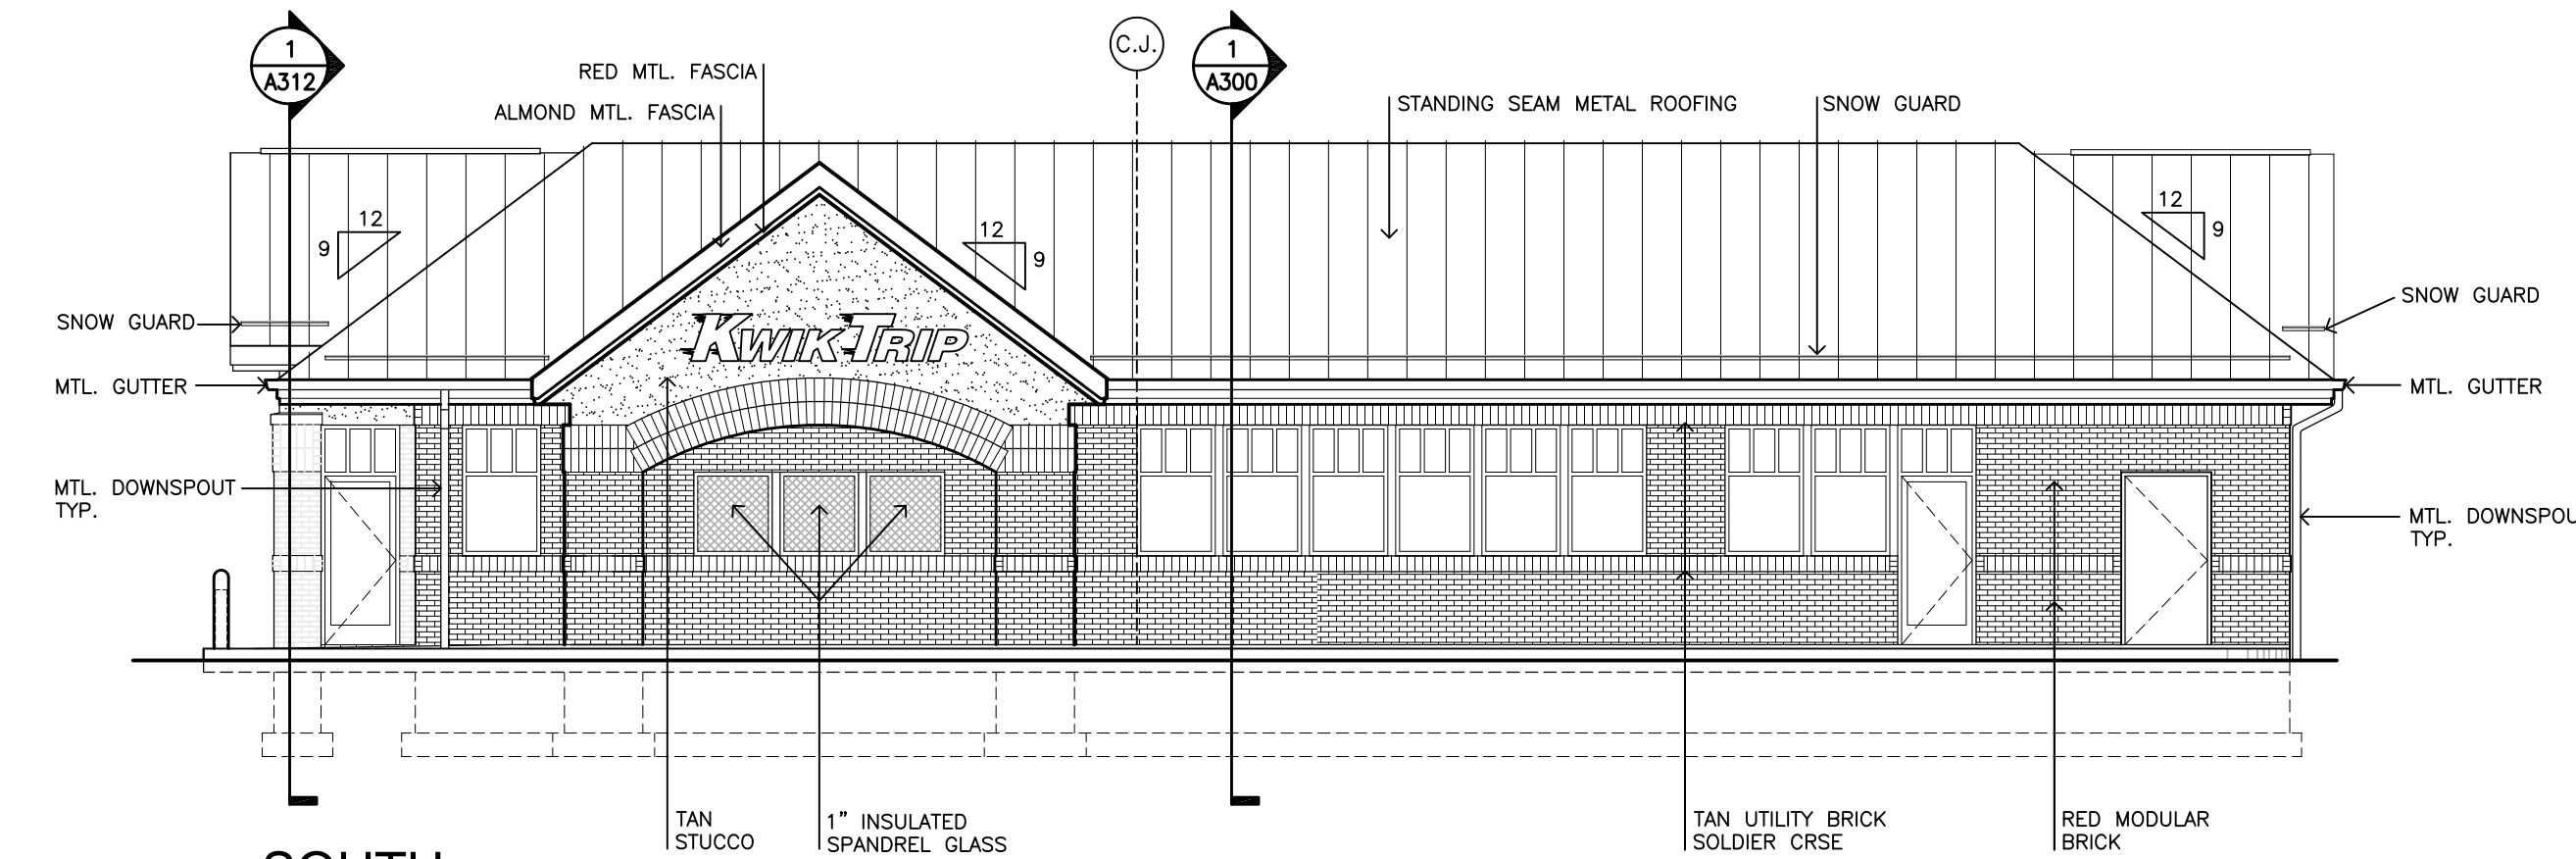 1
A312
RED MTL. FASCIA
ALMOND MTL. FASCIA
C.J.
1
A300
STANDING SEAM METAL ROOFING
SNOW GUARD
12
9
12
9
12
9
SNOW GUARD
SNOW GUARD
KWIK TRIP
MTL. GUTTER
MTL. GUTTER
MTL. DOWNSPOUT
TYP.
MTL. DOWNSPOU
TYP.
TAN
STUCCO
1" INSULATED
SPANDREL GLASS
TAN UTILITY BRICK
SOLDIER CRSE
RED MODULAR
BRICK
SOUTH